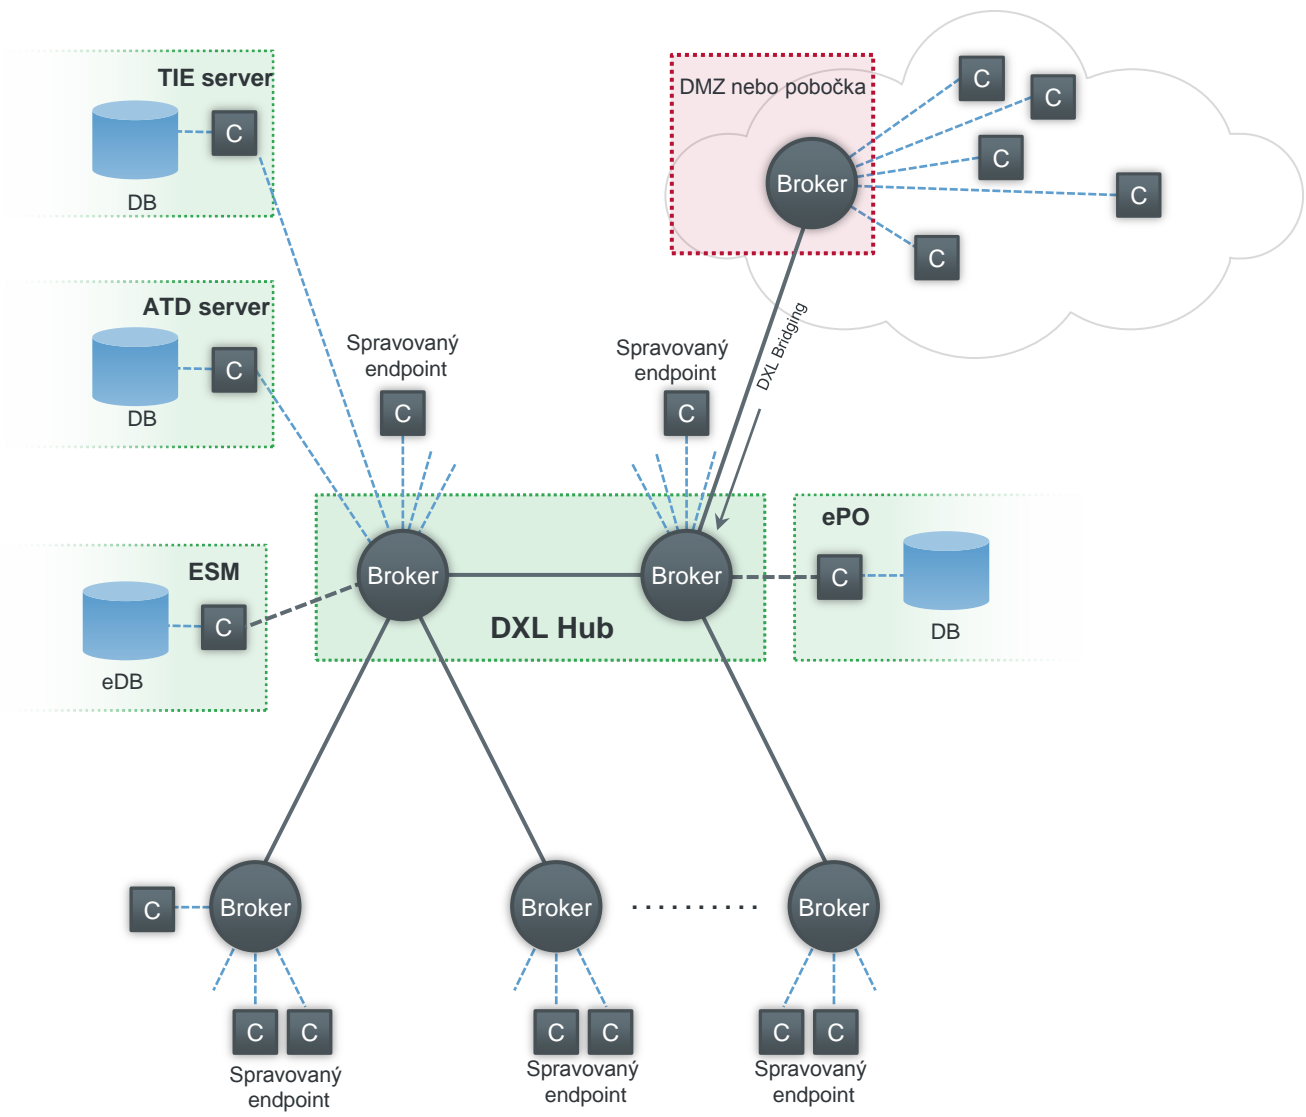 TIE server
C
DB
ATD server
C
DB
ESM
C
eDB
DMZ nebo pobočka
Broker
C
C
C
C
C
DXL Bridging
Spravovaný
endpoint
C
Spravovaný
endpoint
C
Broker
Broker
DXL Hub
ePO
C
DB
C
Broker
C
C
Spravovaný
endpoint
Broker
C
C
Spravovaný
endpoint
..........
Broker
C
C
Spravovaný
endpoint